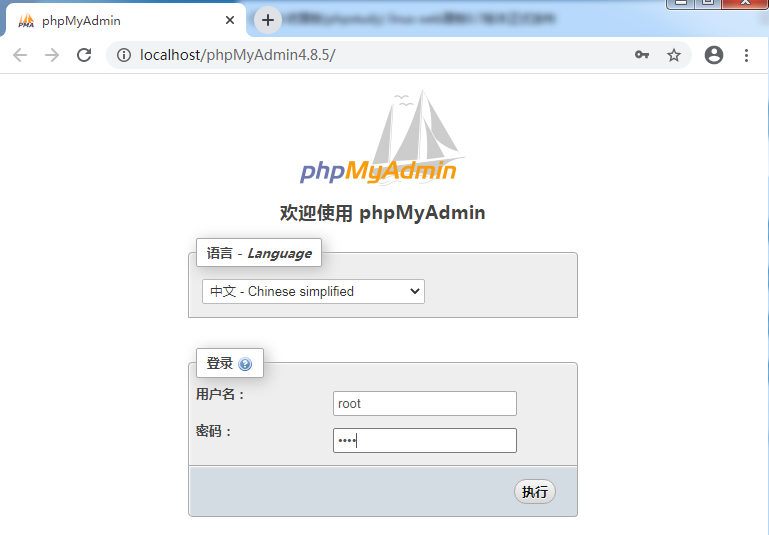 phpMyAdmin
localhost/phpMyAdmin4.8.5/
phpMyAdmin
欢迎使用 phpMyAdmin
语言 - Language
中文 - Chinese simplified
登录
用户名：
root
密码：
执行